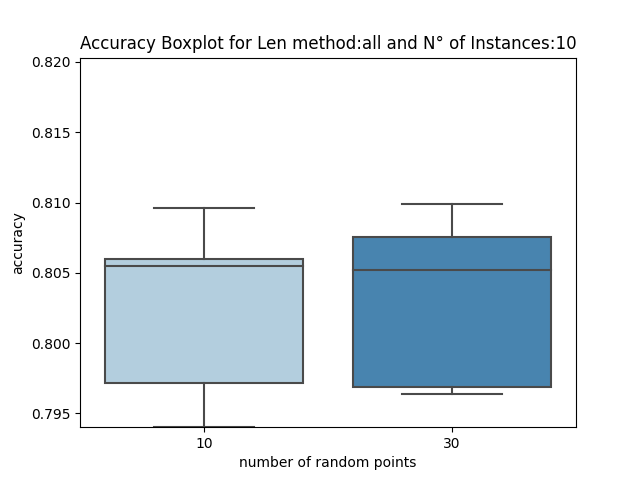 Accuracy Boxplot for Len method:all and N° of Instances:10
0.820
0.815
0.810
0.805
0.800
0.795
accuracy
10 30
number of random points